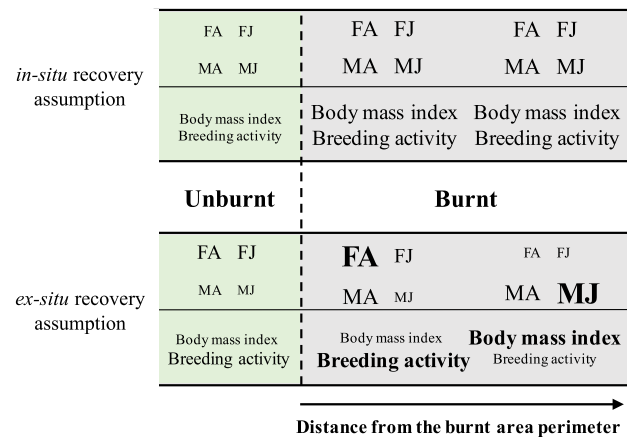 FA FJ FA FJ FA FJ
in-situ recovery
MA MJ MA MJ MA MJ
assumption
Body mass index Body mass index Body mass index
Breeding activity Breeding activity Breeding activity
Unburnt Burnt
FA FJ FA FJ FA FJ
ex-situ recovery
MA MJ MA MJ MA MJ
assumption
Body mass index Body mass index Body mass index
Breeding activity Breeding activity Breeding activity
Distance from the burnt area perimeter